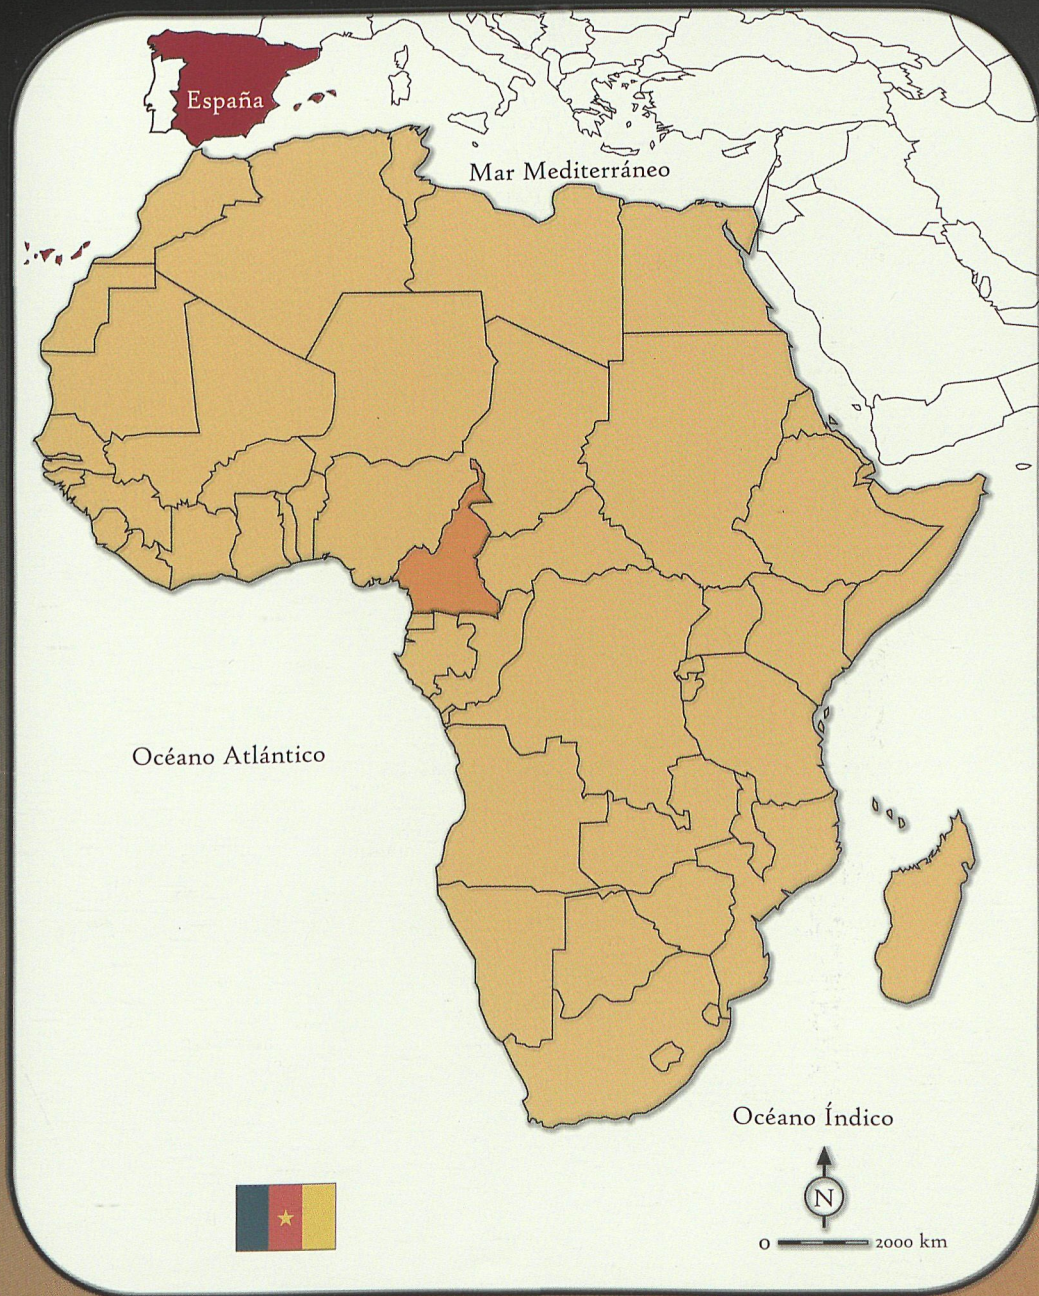 España
Mar Mediterráneo
Océano Atlántico
Océano Índico
N
0 2000 km